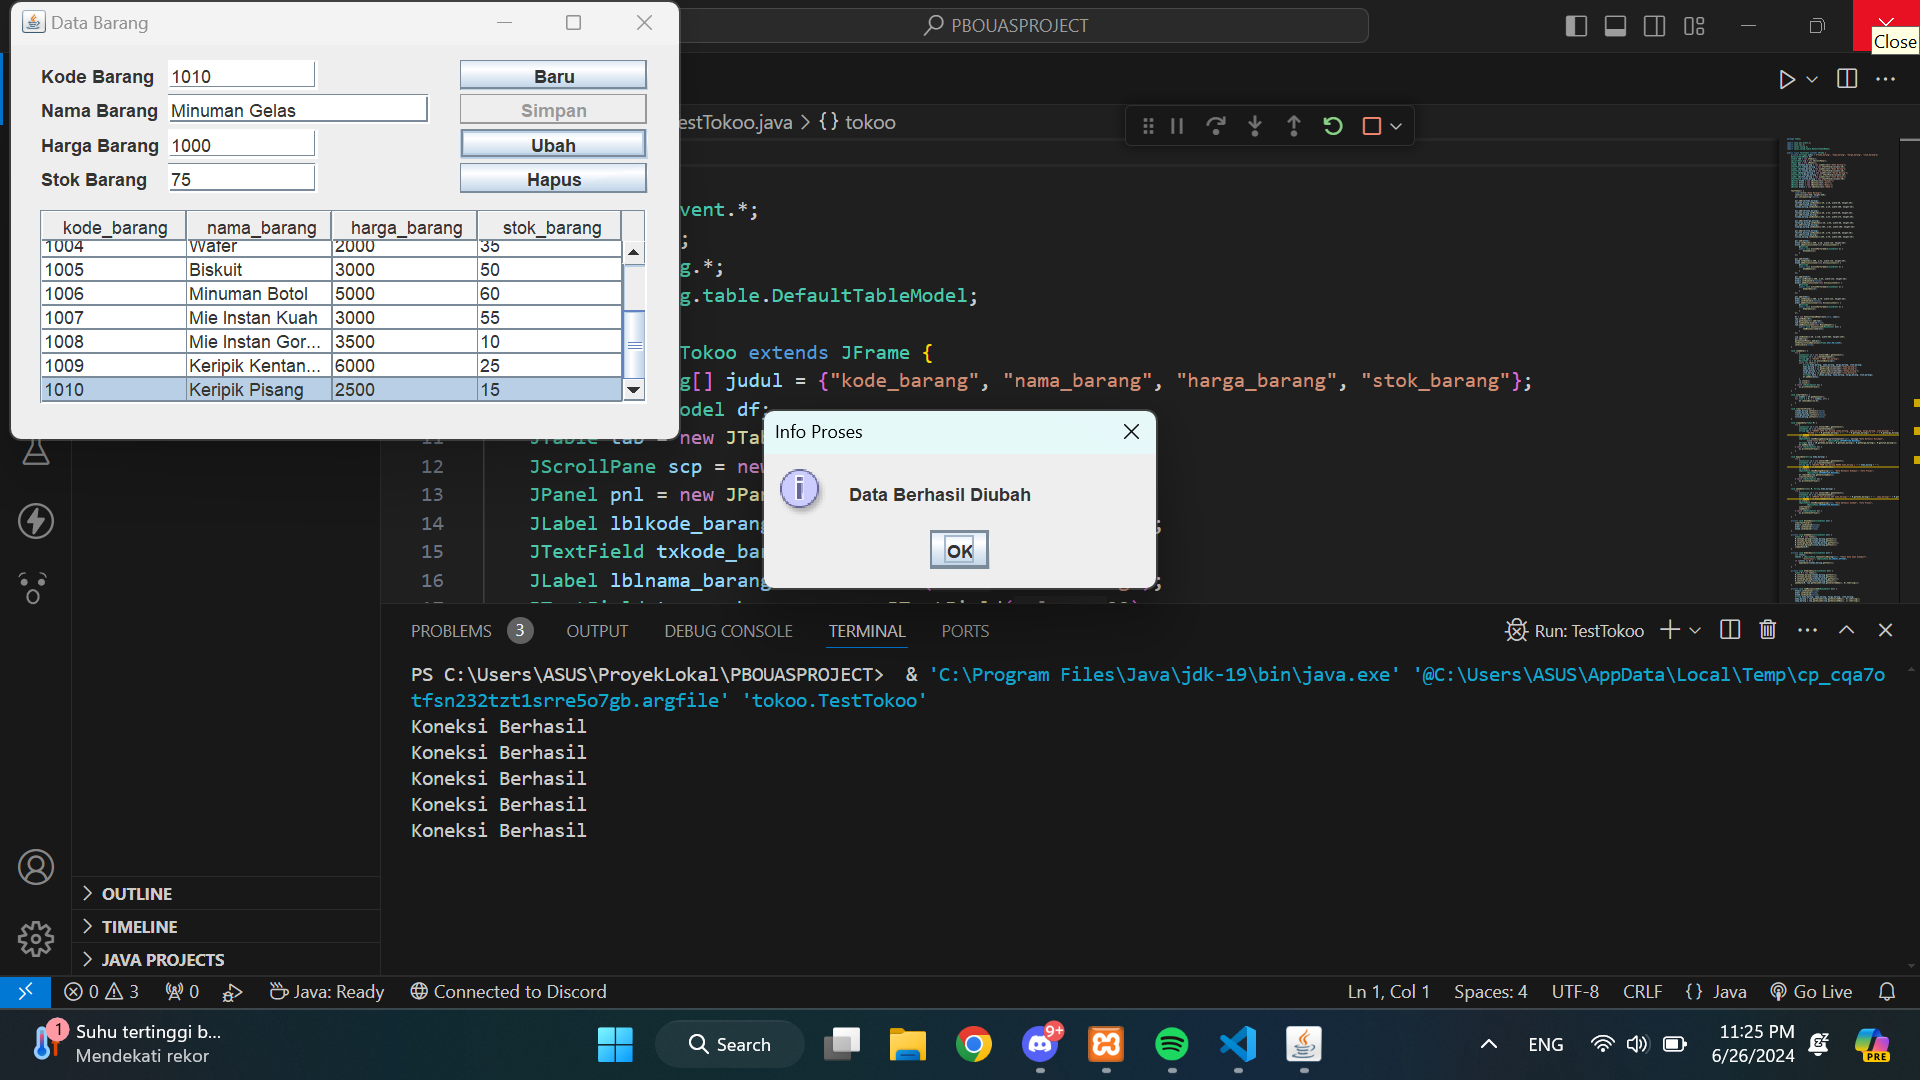 Data Barang
PBOUASPROJECT
Close
Kode Barang 1010 Baru
Nama Barang Minuman Gelas Simpan
Harga Barang 1000 Ubah
Stok Barang 75 Hapus
kode_barang nama_barang harga_barang stok_barang
1004 Wafer 2000 35
1005 Biskuit 3000 50
1006 Minuman Botol 5000 60
1007 Mie Instan Kuah 3000 55
1008 Mie Instan Gor... 3500 10
1009 Keripik Kentan... 6000 25
1010 Keripik Pisang 2500 15
estTokoo.java > {} tokoo
vent.*;
;
g.*;
g.table.DefaultTableModel;
Tokoo extends JFrame {
g[] judul = {"kode_barang", "nama_barang", "harga_barang", "stok_barang"};
odel df;
= new JTab
12 JScrollPane scp = new
13 JPanel pnl = new JPan
14 JLabel lblkode_barang ;
15 JTextField txkode_bar
16 JLabel lblnama_barang ;
Info Proses
Data Berhasil Diubah
OK
PROBLEMS 3 OUTPUT DEBUG CONSOLE TERMINAL PORTS Run: TestTokoo
PS C:\Users\ASUS\ProyekLokal\PBOUASPROJECT> & 'C:\Program Files\Java\jdk-19\bin\java.exe' '@C:\Users\ASUS\AppData\Local\Temp\cp_cqa7o
tfsn232tzt1srre5o7gb.argfile' 'tokoo.TestTokoo'
Koneksi Berhasil
Koneksi Berhasil
Koneksi Berhasil
Koneksi Berhasil
Koneksi Berhasil
OUTLINE
TIMELINE
JAVA PROJECTS
0 3 0 Java: Ready Connected to Discord Ln 1, Col 1 Spaces: 4 UTF-8 CRLF {} Java Go Live
1 Suhu tertinggi b...
Mendekati rekor
Search
9+
ENG
11:25 PM
6/26/2024
PRE